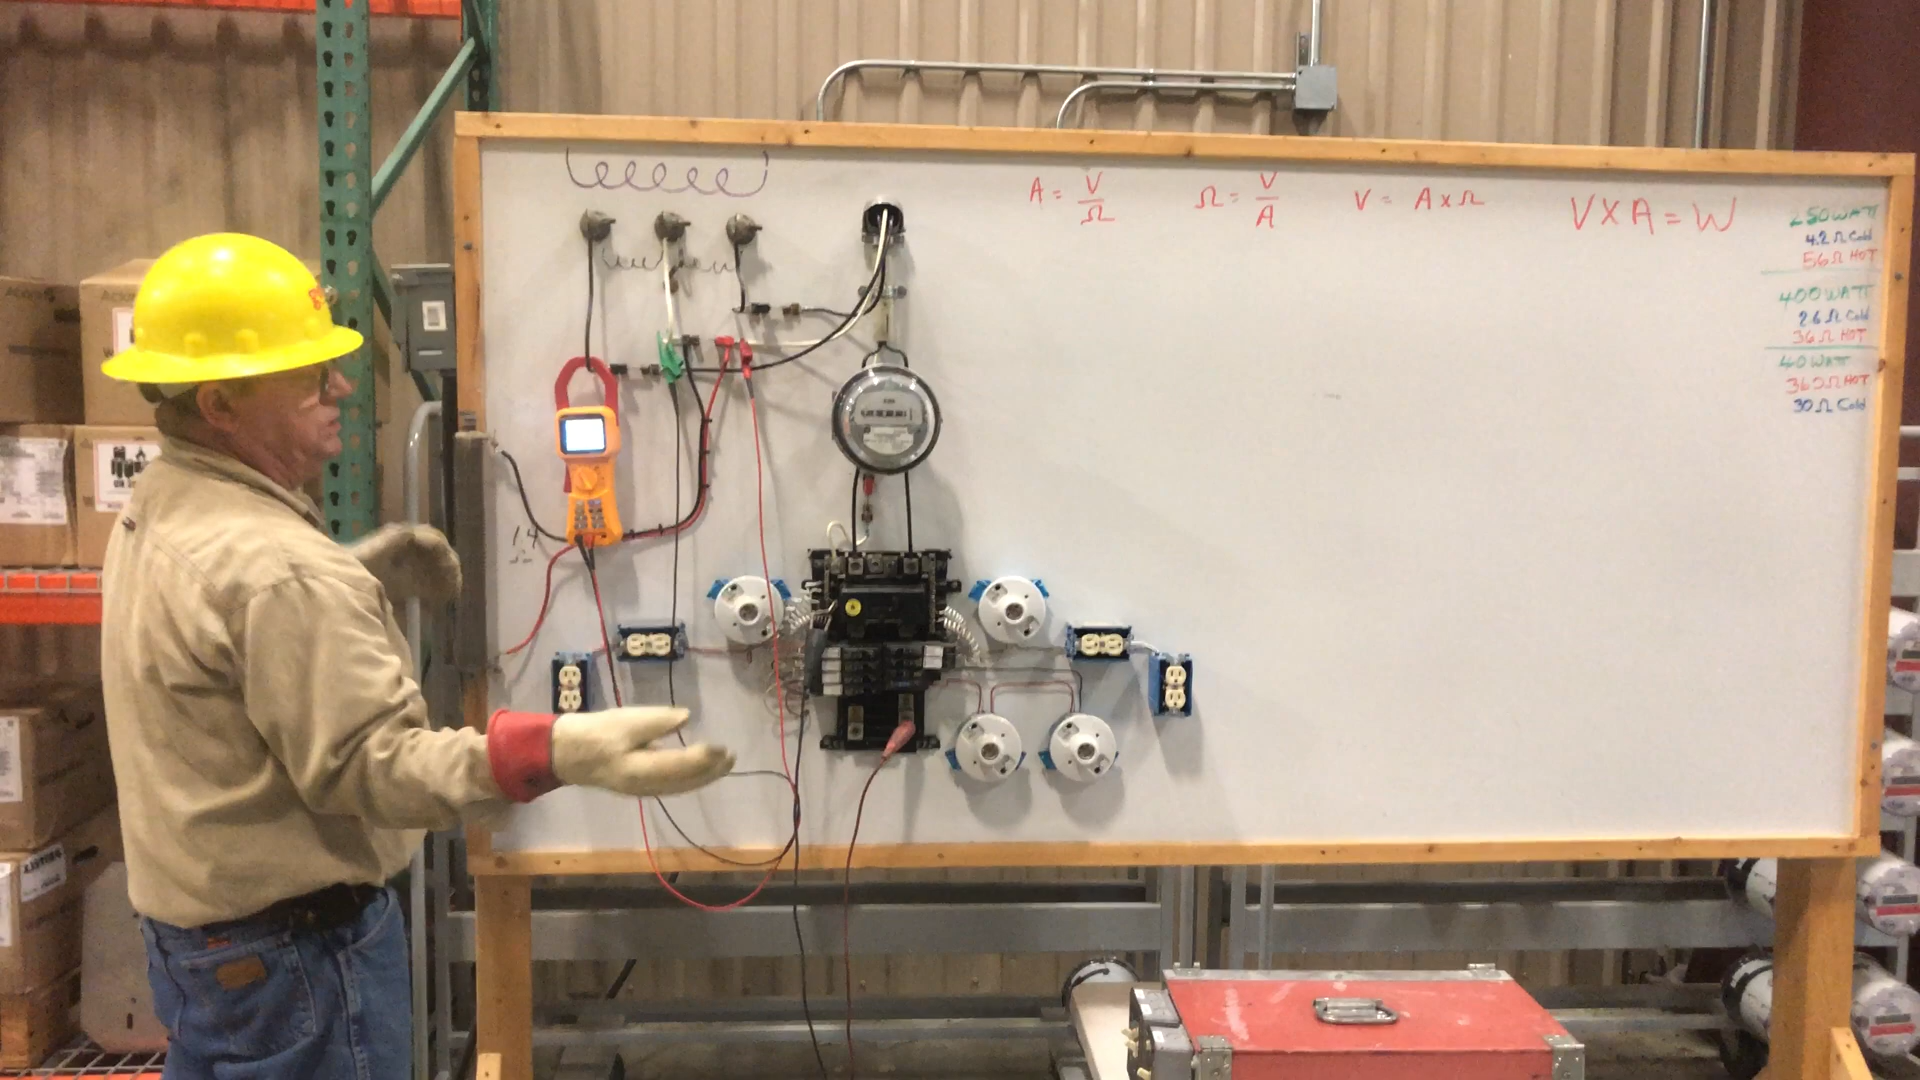 A = V/Ω
Ω = V/A
V = A x Ω
V X A = W
250 WATT
4.2 Ω Cold
56 Ω HOT
400 WATT
2.6 Ω Cold
36 Ω HOT
40 WATT
360 Ω HOT
30 Ω Cold
1.4
Ω